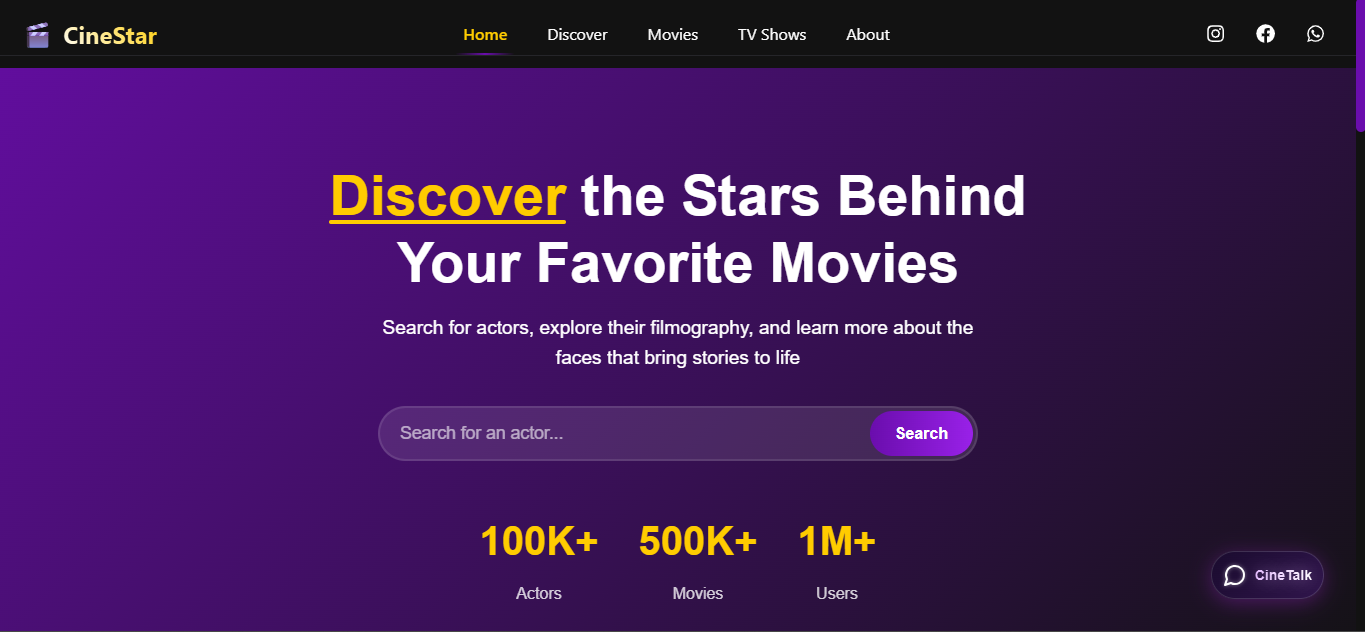 CineStar
Home Discover Movies TV Shows About
Discover the Stars Behind
Your Favorite Movies
Search for actors, explore their filmography, and learn more about the
faces that bring stories to life
Search for an actor... Search
100K+ 500K+ 1M+
Actors Movies Users
CineTalk